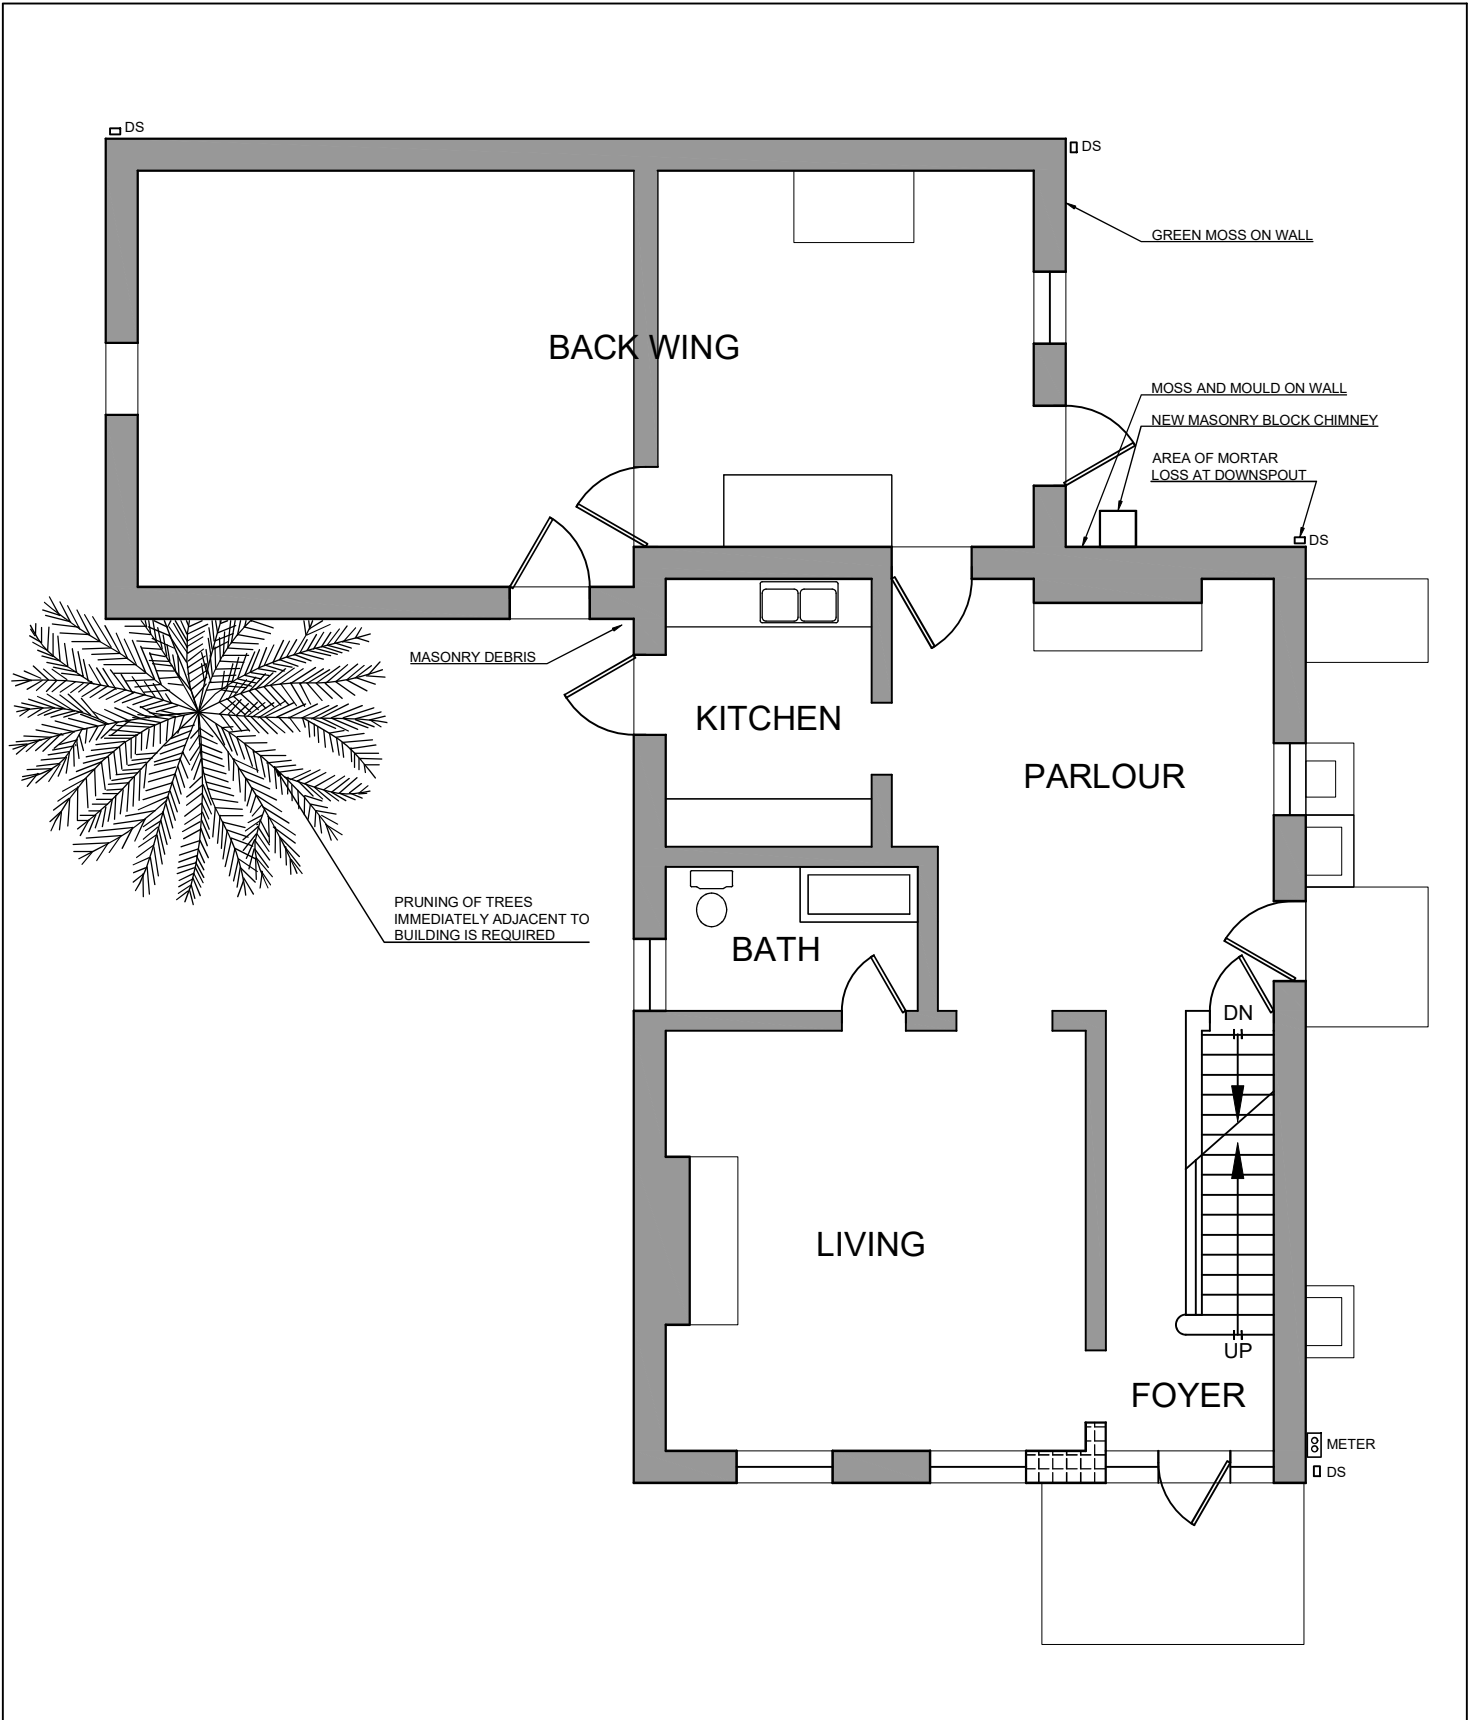 DS
DS
GREEN MOSS ON WALL
BACK WING
MOSS AND MOULD ON WALL
NEW MASONRY BLOCK CHIMNEY
AREA OF MORTAR
LOSS AT DOWNSPOUT
DS
MASONRY DEBRIS
KITCHEN
PARLOUR
PRUNING OF TREES
IMMEDIATELY ADJACENT TO
BUILDING IS REQUIRED
BATH
DN
LIVING
UP
FOYER
METER
DS